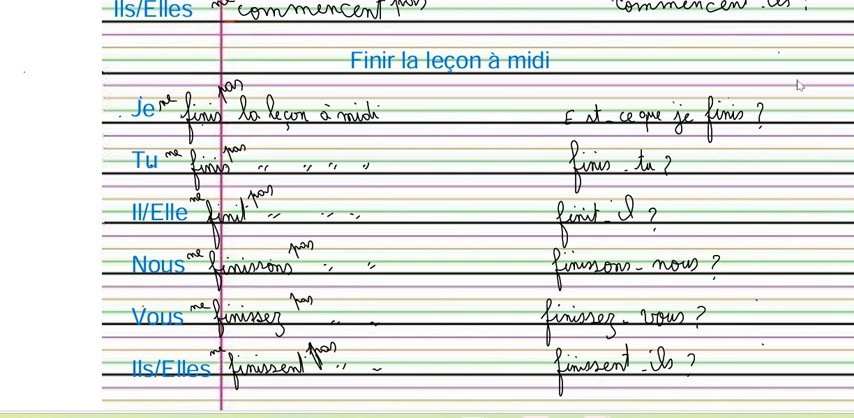 Ils/Elles ne commencent pas commencent-ils ?
Finir la leçon à midi
Je ne finis pas la leçon à midi Est-ce que je finis ?
Tu ne finis pas " " " " finis-tu ?
Il/Elle ne finit pas " " " finit-il ?
Nous ne finissons pas " " finissons-nous ?
Vous ne finissez pas " " finissez-vous ?
Ils/Elles ne finissent pas " " finissent-ils ?